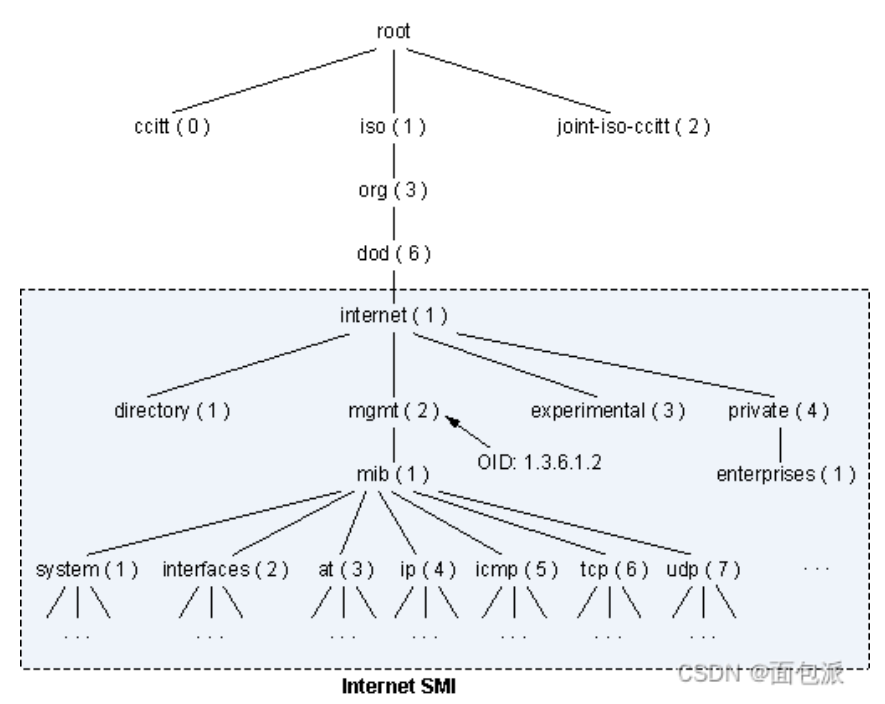 root
ccitt ( 0 ) iso ( 1 ) joint-iso-ccitt ( 2 )
org ( 3 )
dod ( 6 )
internet ( 1 )
directory ( 1 ) mgmt ( 2 ) experimental ( 3 ) private ( 4 )
OID: 1.3.6.1.2
mib ( 1 ) enterprises ( 1 )
system ( 1 ) interfaces ( 2 ) at ( 3 ) ip ( 4 ) icmp ( 5 ) tcp ( 6 ) udp ( 7 ) . . .
. . . . . . . . . . . . . . . . . . . . .
Internet SMI
CSDN @面包派